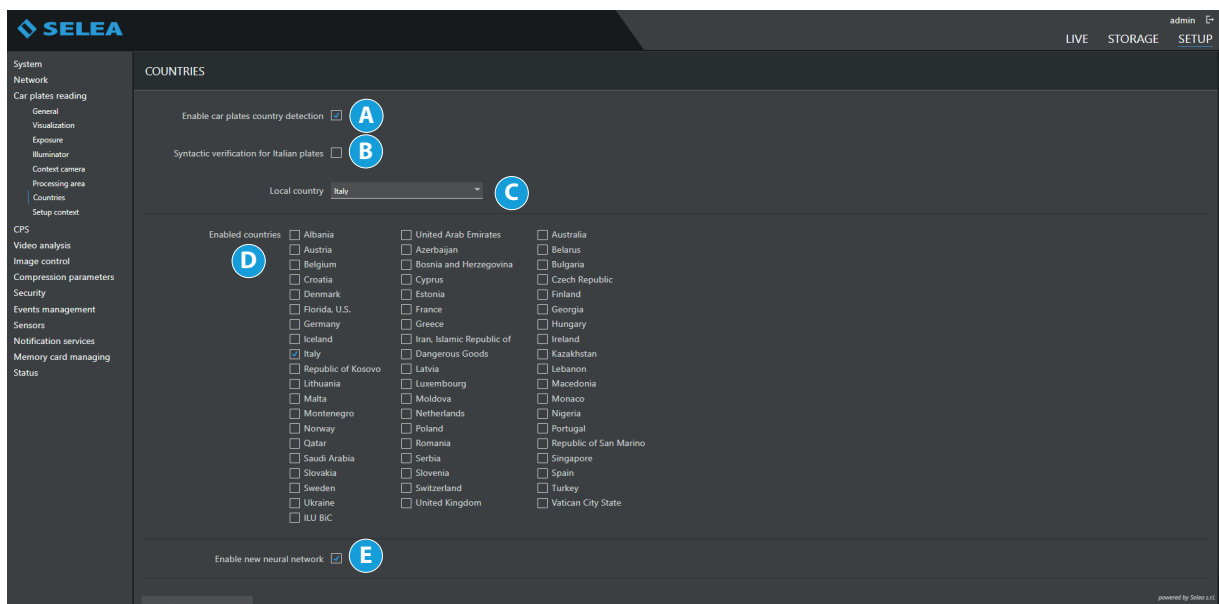 SELEA
admin
LIVE STORAGE SETUP
System
Network
Car plates reading
General
Visualization
Exposure
Illuminator
Context camera
Processing area
Countries
Setup context
CPS
Video analysis
Image control
Compression parameters
Security
Events management
Sensors
Notification services
Memory card managing
Status
COUNTRIES
Enable car plates country detection A
Syntactic verification for Italian plates B
Local country Italy C
Enabled countries Albania United Arab Emirates Australia
D
Austria Azerbaijan Belarus
Belgium Bosnia and Herzegovina Bulgaria
Croatia Cyprus Czech Republic
Denmark Estonia Finland
Florida, U.S. France Georgia
Germany Greece Hungary
Iceland Iran, Islamic Republic of Ireland
Italy Dangerous Goods Kazakhstan
Republic of Kosovo Latvia Lebanon
Lithuania Luxembourg Macedonia
Malta Moldova Monaco
Montenegro Netherlands Nigeria
Norway Poland Portugal
Qatar Romania Republic of San Marino
Saudi Arabia Serbia Singapore
Slovakia Slovenia Spain
Sweden Switzerland Turkey
Ukraine United Kingdom Vatican City State
ILU BiC
Enable new neural network E
powered by Selea s.r.l.